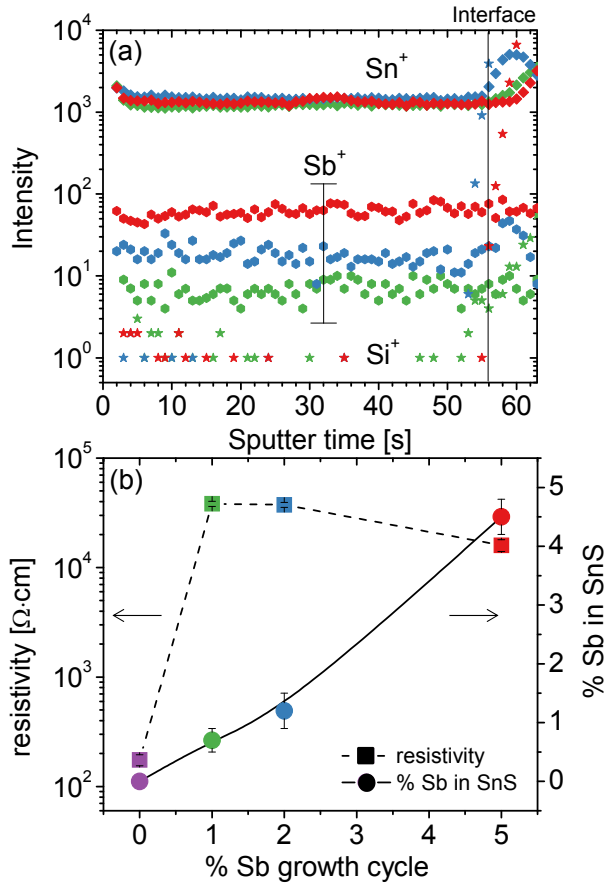 Interface
(a)
10^4
10^3
10^2
10^1
10^0
Intensity
Sn^+
Sb^+
Si^+
0 10 20 30 40 50 60
Sputter time [s]
(b)
10^5
10^4
10^3
10^2
resistivity [Ω·cm]
5
4
3
2
1
0
% Sb in SnS
resistivity
% Sb in SnS
0 1 2 3 4 5
% Sb growth cycle